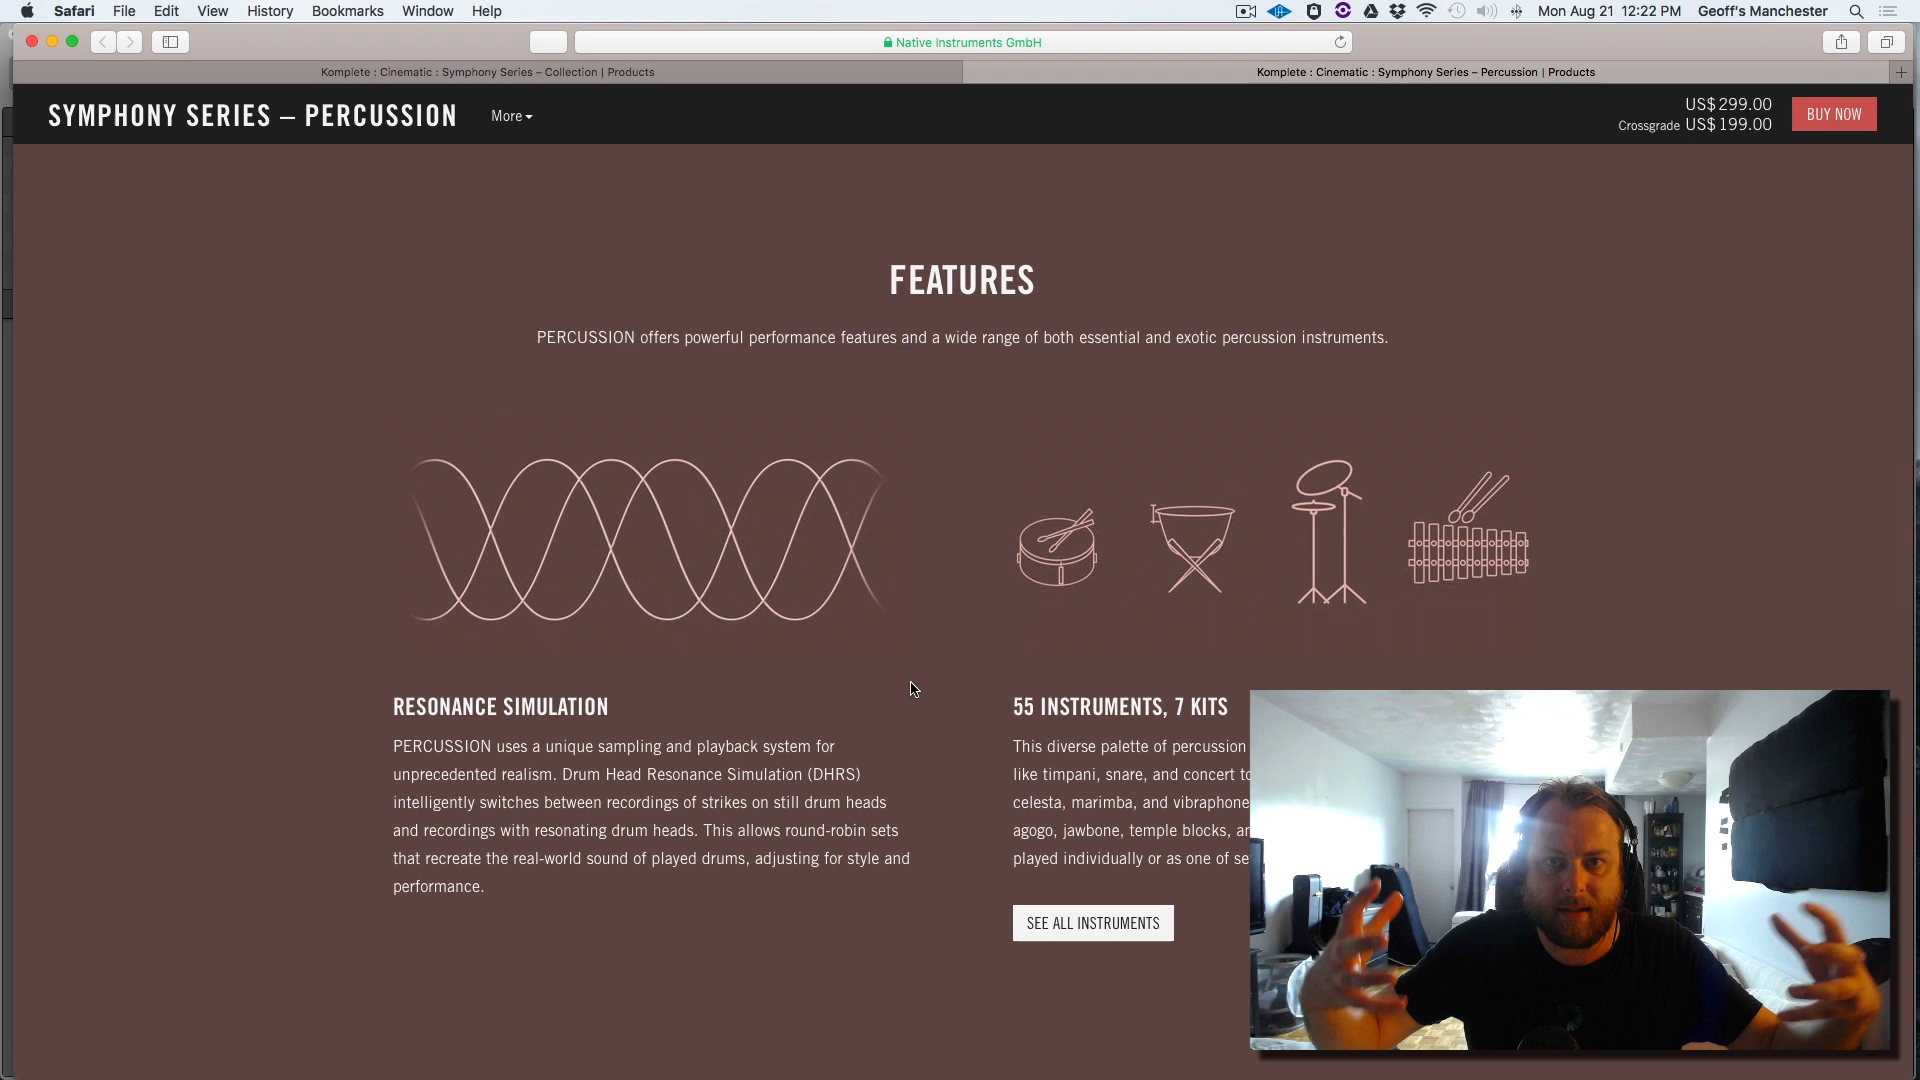 Safari File Edit View History Bookmarks Window Help Mon Aug 21 12:22 PM Geoff's Manchester
Native Instruments GmbH
Komplete : Cinematic : Symphony Series – Collection | Products
Komplete : Cinematic : Symphony Series – Percussion | Products
SYMPHONY SERIES – PERCUSSION
More
US$ 299.00
Crossgrade US$ 199.00
BUY NOW
FEATURES
PERCUSSION offers powerful performance features and a wide range of both essential and exotic percussion instruments.
RESONANCE SIMULATION
PERCUSSION uses a unique sampling and playback system for
unprecedented realism. Drum Head Resonance Simulation (DHRS)
intelligently switches between recordings of strikes on still drum heads
and recordings with resonating drum heads. This allows round-robin sets
that recreate the real-world sound of played drums, adjusting for style and
performance.
55 INSTRUMENTS, 7 KITS
This diverse palette of percussion
like timpani, snare, and concert
celesta, marimba, and vibraphone
agogo, jawbone, temple blocks,
played individually or as one of
SEE ALL INSTRUMENTS